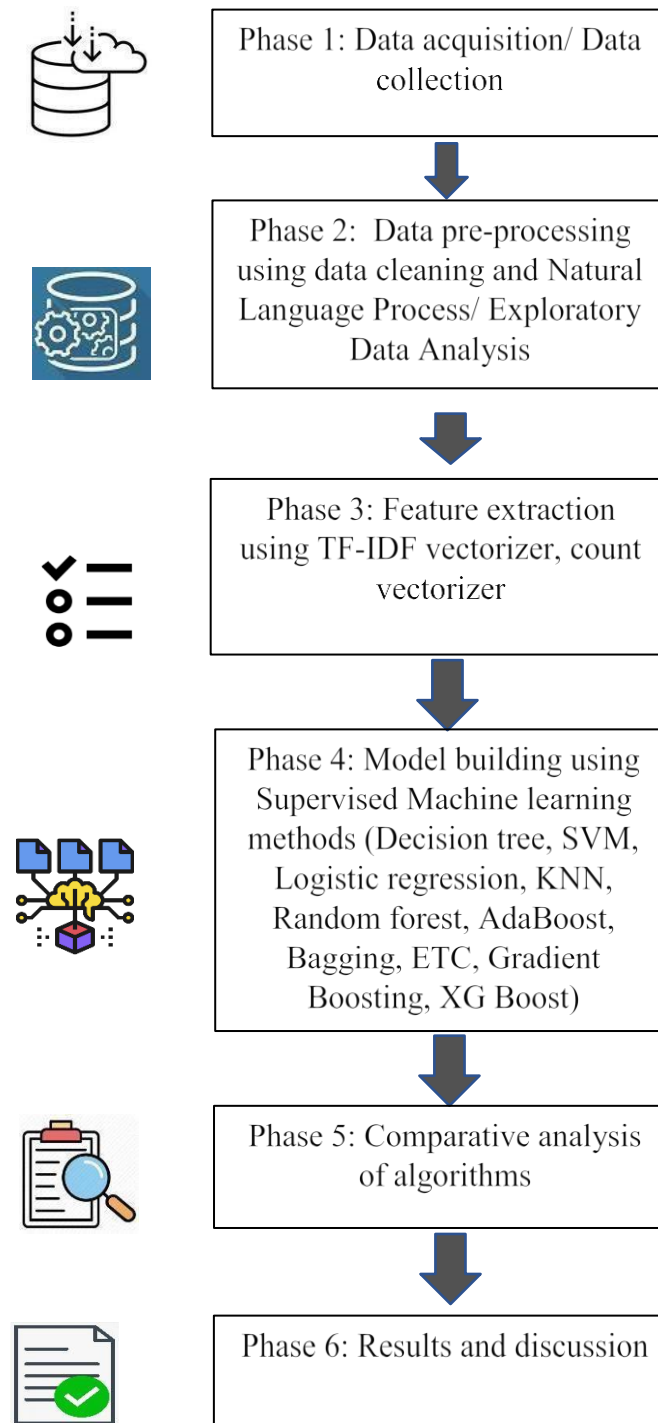 Phase 1: Data acquisition/ Data
collection
Phase 2:  Data pre-processing
using data cleaning and Natural
Language Process/ Exploratory
Data Analysis
Phase 3: Feature extraction
using TF-IDF vectorizer, count
vectorizer
Phase 4: Model building using
Supervised Machine learning
methods (Decision tree, SVM,
Logistic regression, KNN,
Random forest, AdaBoost,
Bagging, ETC, Gradient
Boosting, XG Boost)
Phase 5: Comparative analysis
of algorithms
Phase 6: Results and discussion